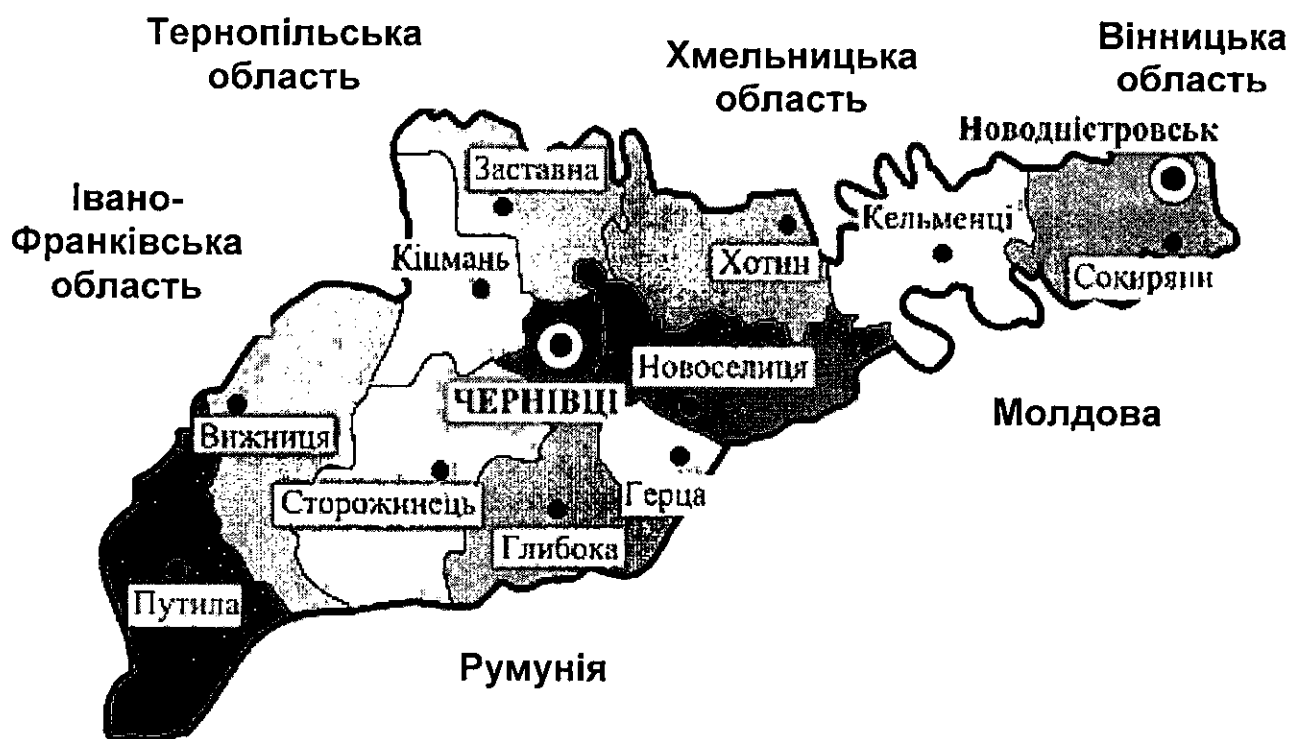 Тернопільська
область
Хмельницька
область
Вінницька
область
Новодністровськ
Заставна
Івано-
Франківська
область
Кельменці
Кіцмань
Хотин
Сокиряни
Новоселиця
ЧЕРНІВЦІ
Молдова
Вижниця
Сторожинець
Герца
Глибока
Путила
Румунія